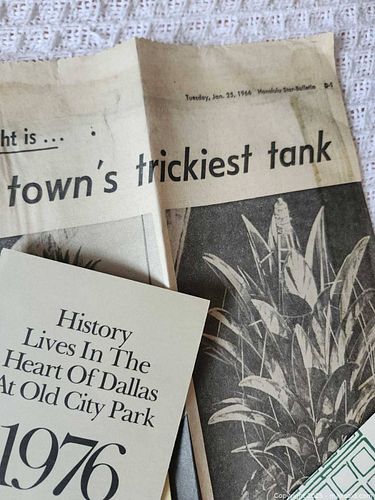 Tuesday, Jan. 25, 1966 Honolulu Star-Bulletin D-1
ht is ...
town's trickiest tank
History
Lives In The
Heart Of Dallas
At Old City Park
1976